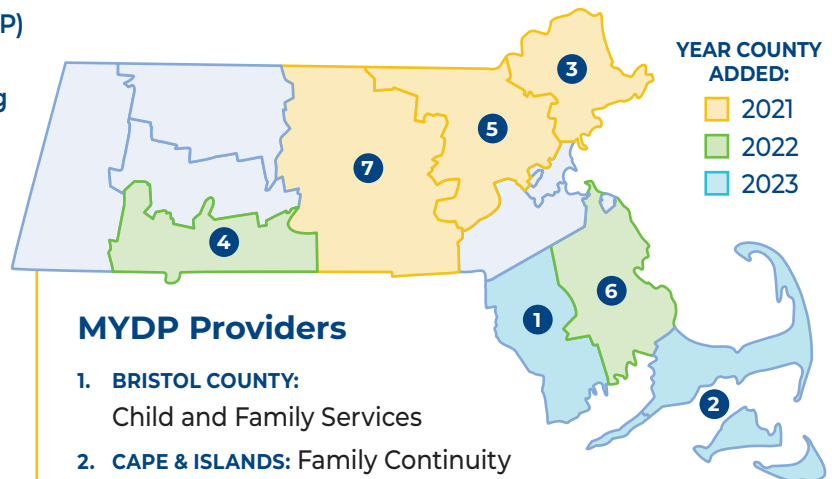 P)
g
YEAR COUNTY
ADDED:
2021
2022
2023
3
5
7
4
6
1
2
MYDP Providers
1. BRISTOL COUNTY:
Child and Family Services
2. CAPE & ISLANDS: Family Continuity